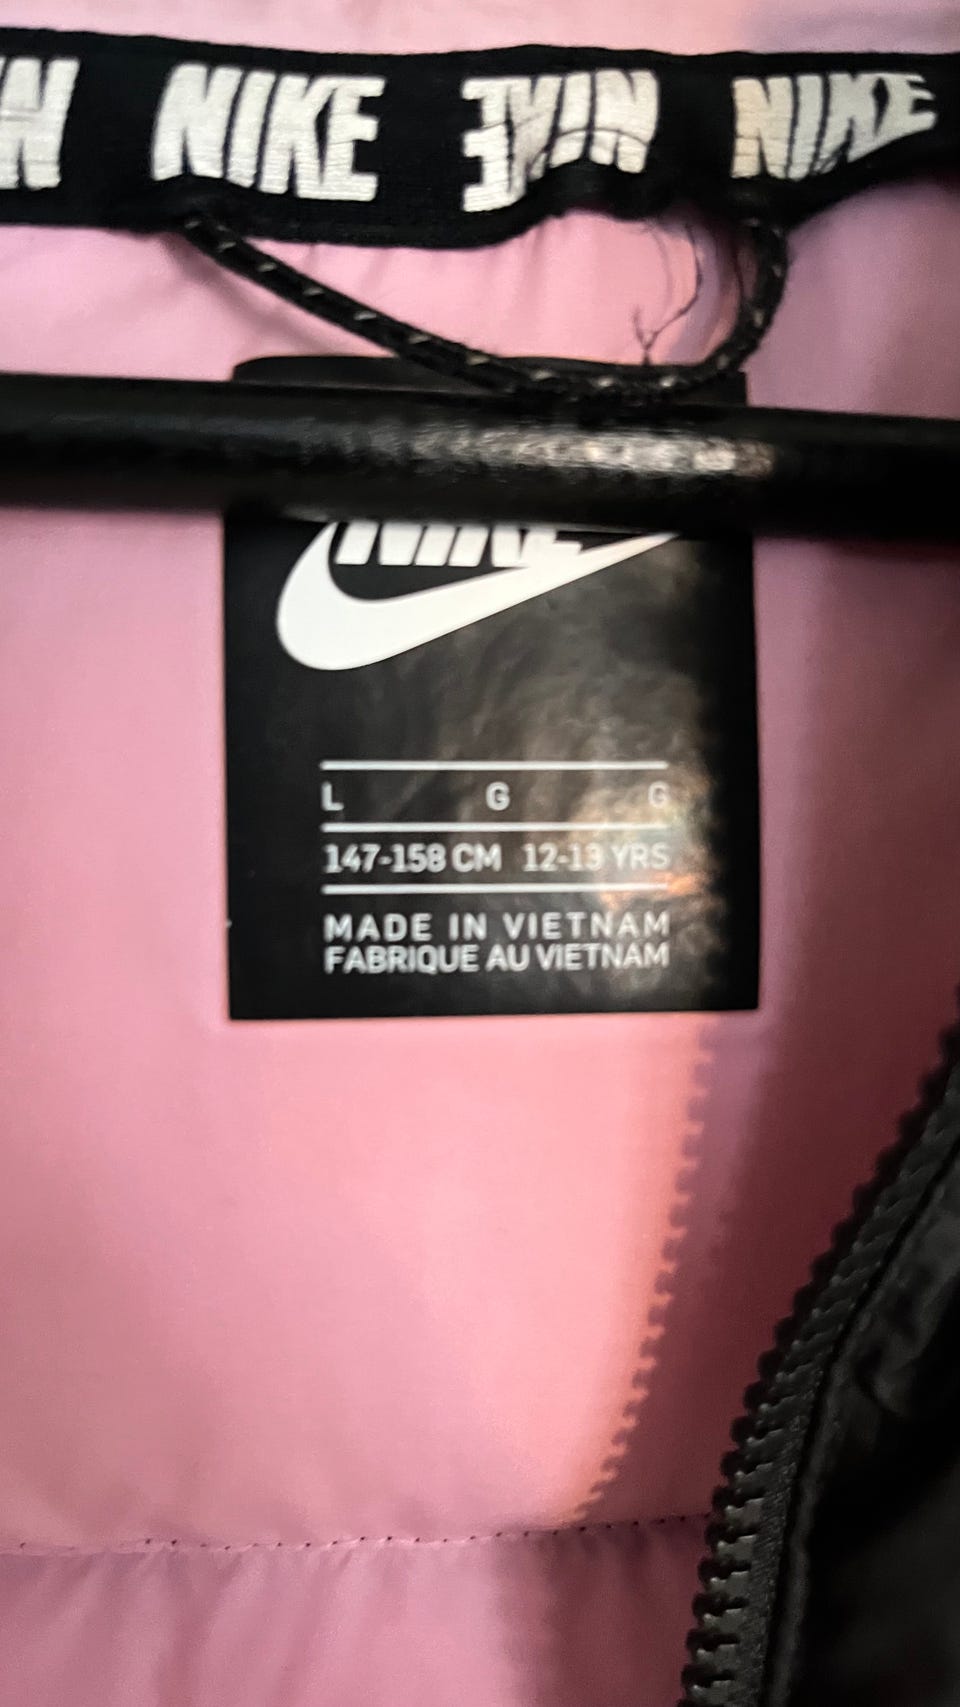 NIKE NIKE NIKE
NIKE
L G G
147-158 CM 12-13 YRS
MADE IN VIETNAM
FABRIQUE AU VIETNAM